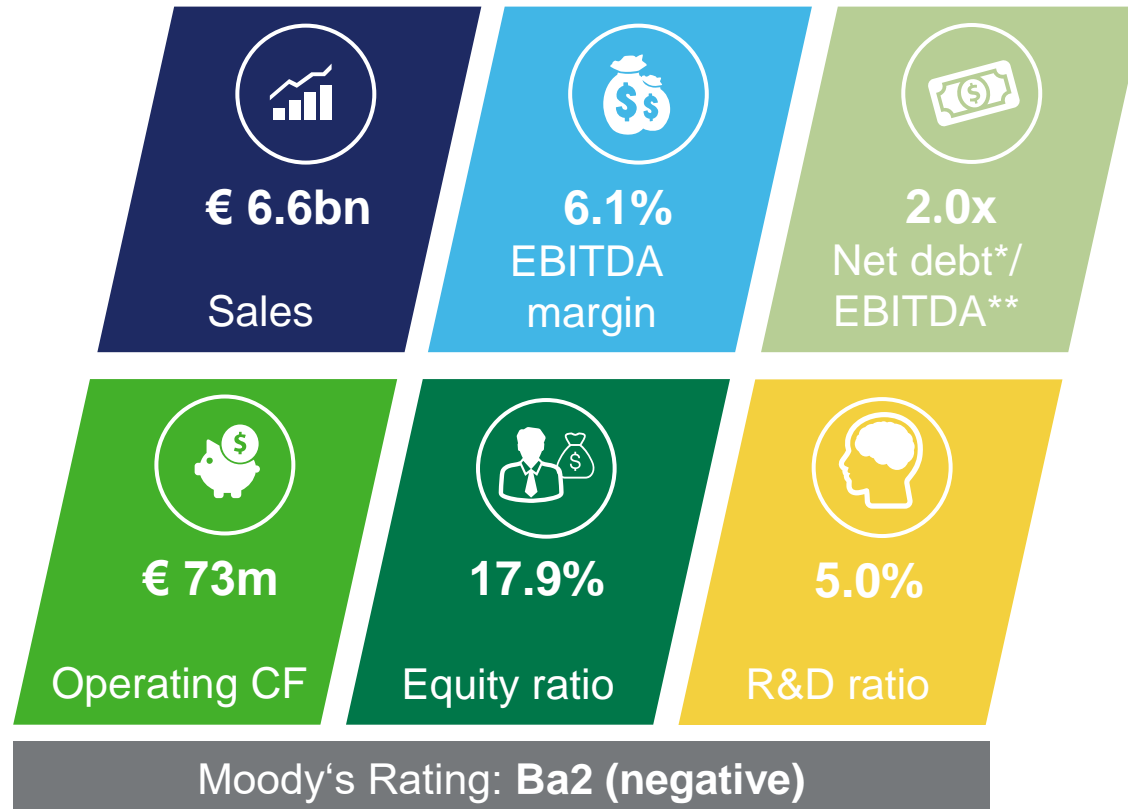 € 6.6bn
Sales
6.1%
EBITDA
margin
2.0x
Net debt*/
EBITDA**
€ 73m
Operating CF
17.9%
Equity ratio
5.0%
R&D ratio
Moody‘s Rating: Ba2 (negative)